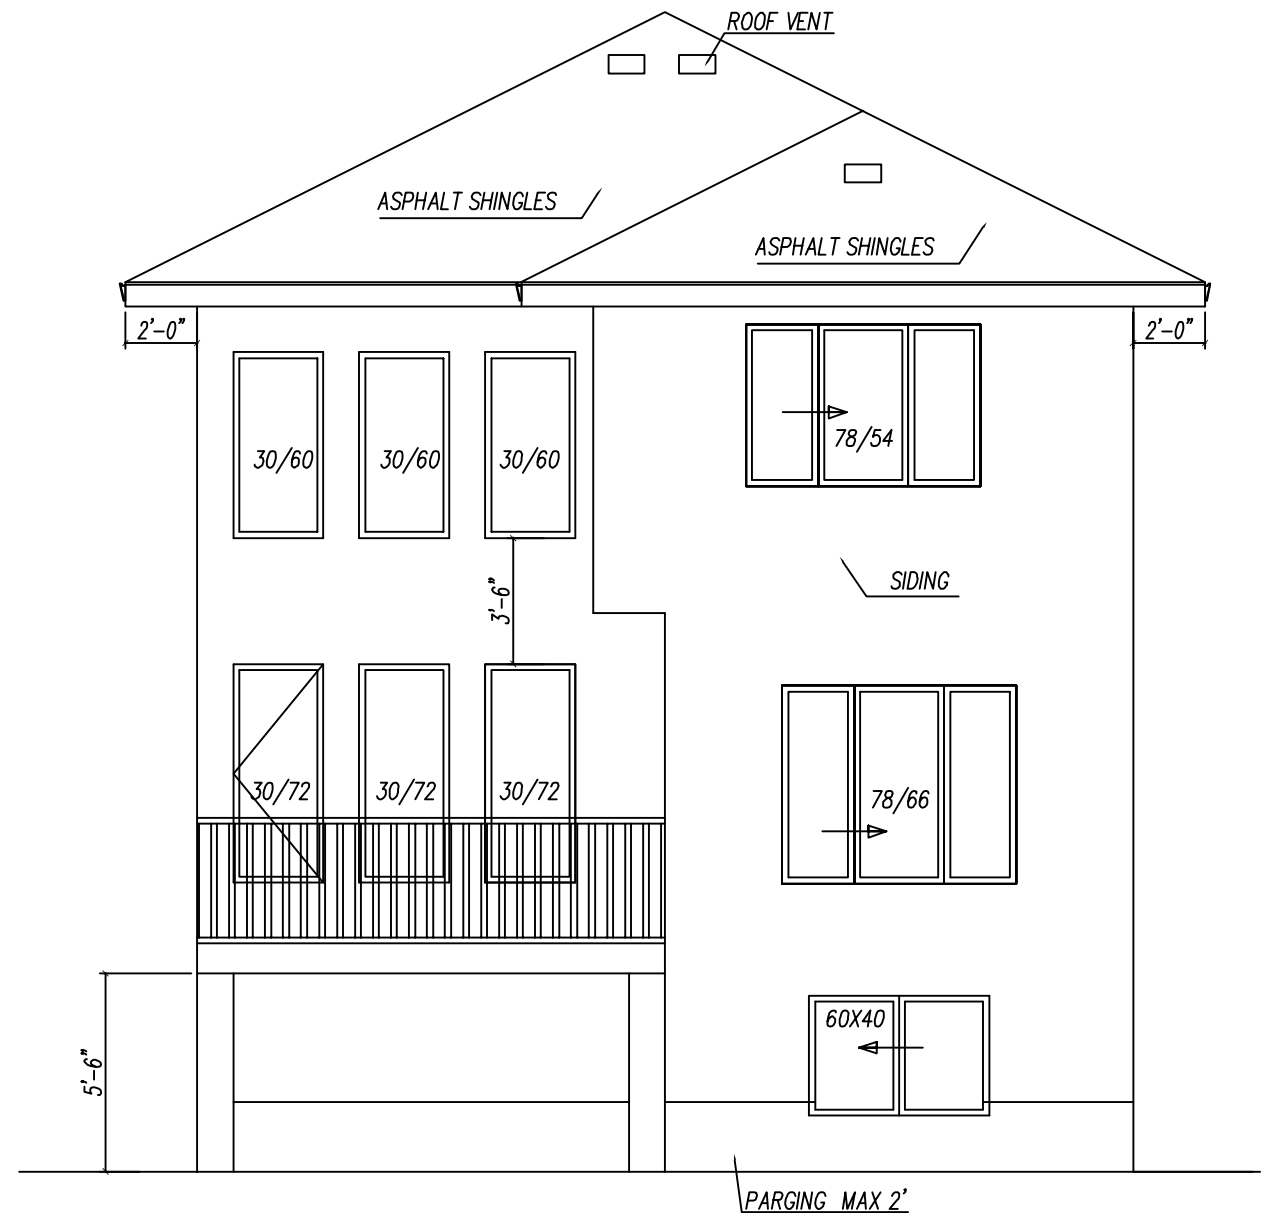 ROOF VENT
ASPHALT SHINGLES
ASPHALT SHINGLES
2'-0"
2'-0"
78/54
30/60
30/60
30/60
SIDING
3'-6"
30/72
30/72
30/72
78/66
60X40
5'-6"
PARGING MAX 2'